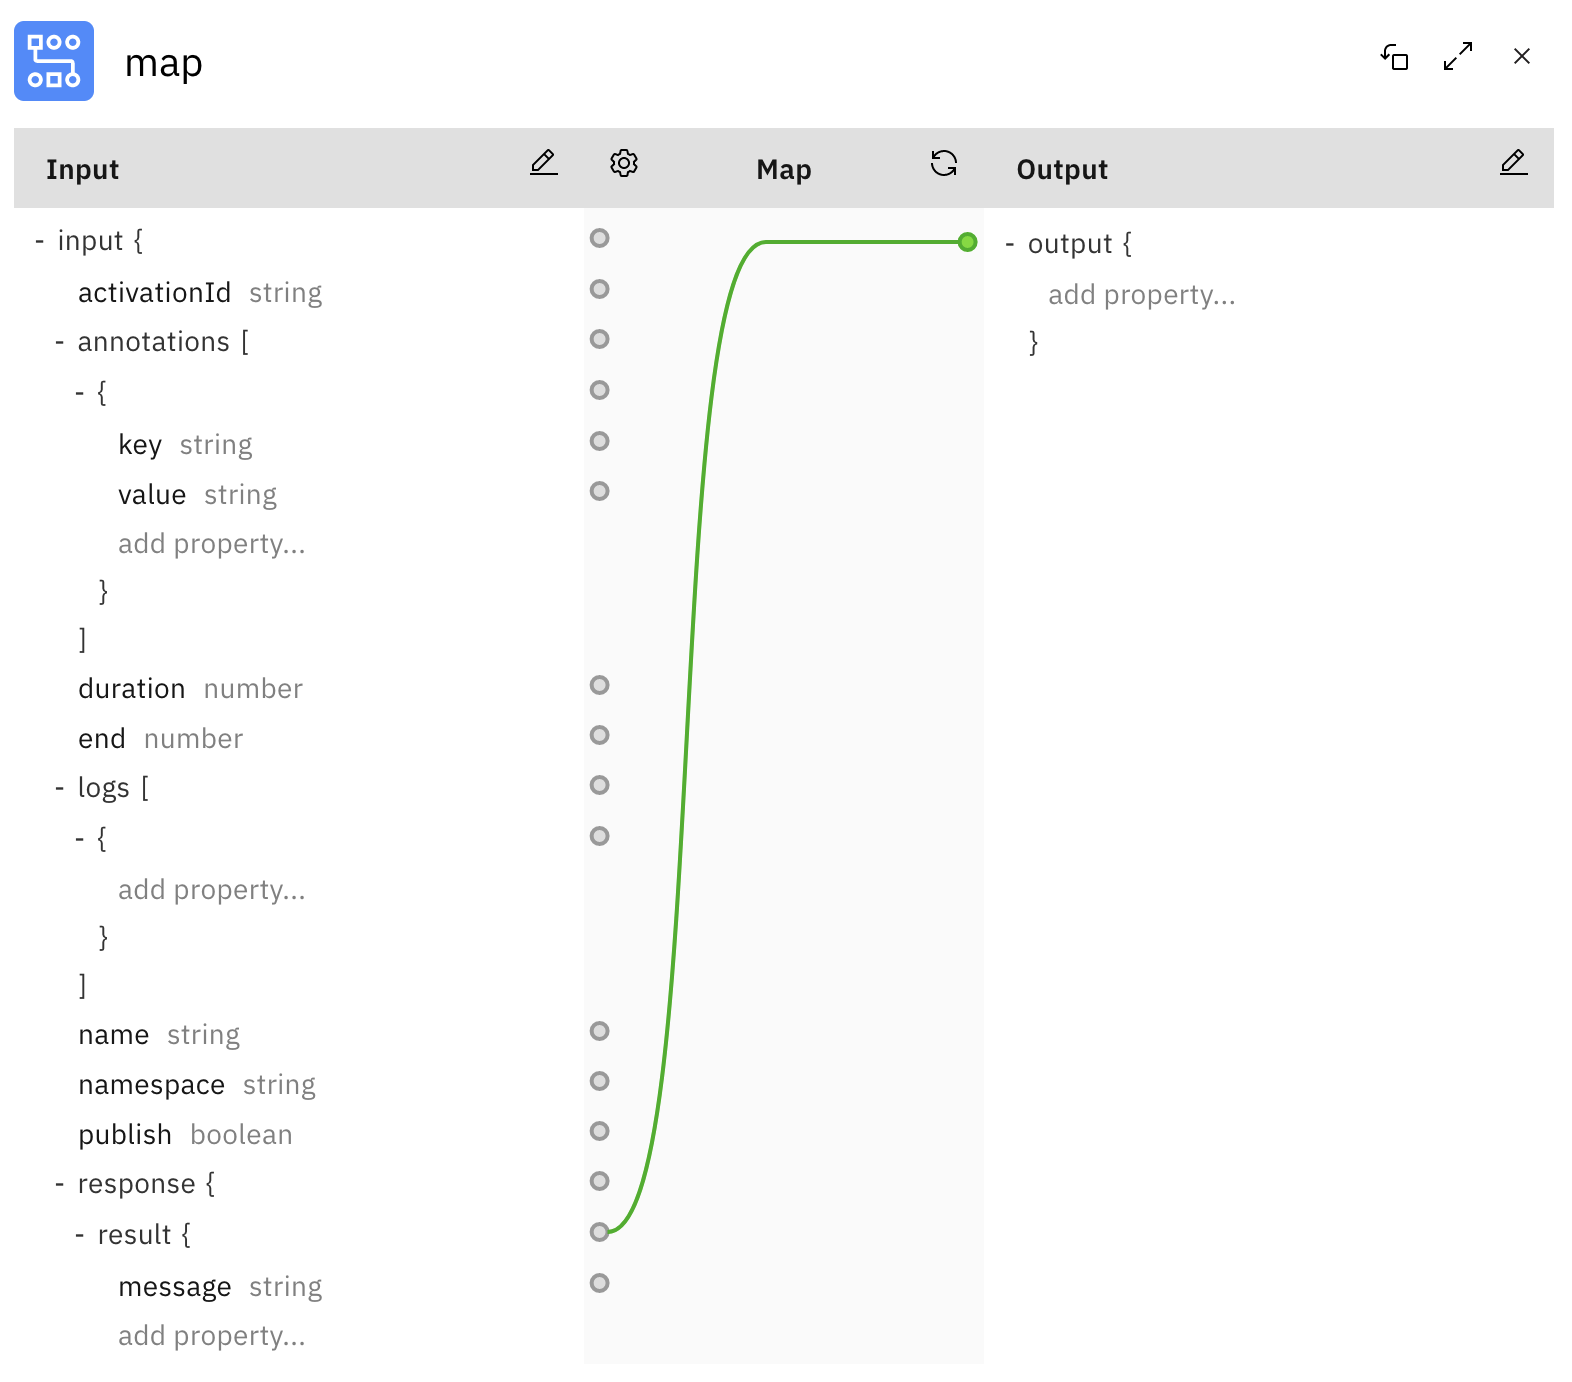 map
Input Map Output
- input {
activationId string
- annotations [
- {
key string
value string
add property...
}
]
duration number
end number
- logs [
- {
add property...
}
]
name string
namespace string
publish boolean
- response {
- result {
message string
add property...
- output {
add property...
}